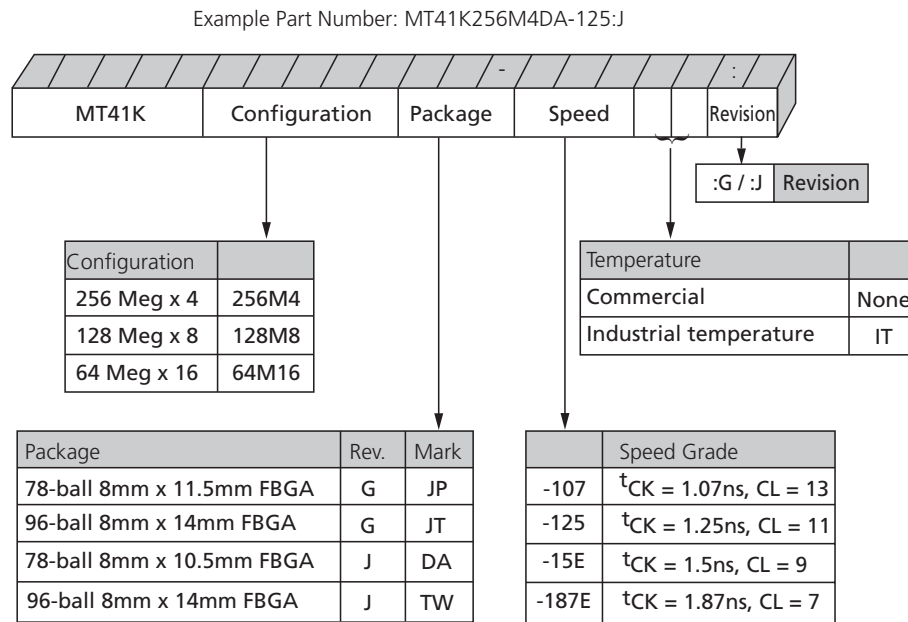 Example Part Number: MT41K256M4DA-125:J
- :
MT41K Configuration Package Speed Revision
:G / :J Revision
Configuration
256 Meg x 4 256M4
128 Meg x 8 128M8
64 Meg x 16 64M16
Temperature
Commercial None
Industrial temperature IT
Package Rev. Mark
78-ball 8mm x 11.5mm FBGA G JP
96-ball 8mm x 14mm FBGA G JT
78-ball 8mm x 10.5mm FBGA J DA
96-ball 8mm x 14mm FBGA J TW
Speed Grade
-107 tCK = 1.07ns, CL = 13
-125 tCK = 1.25ns, CL = 11
-15E tCK = 1.5ns, CL = 9
-187E tCK = 1.87ns, CL = 7